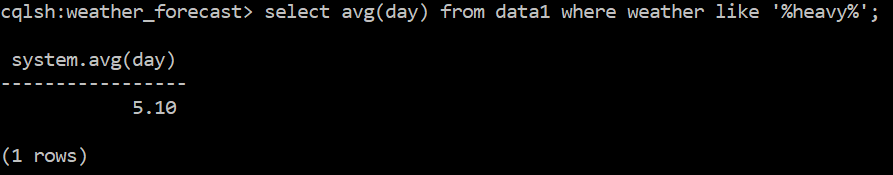 cqlsh:weather_forecast> select avg(day) from data1 where weather like '%heavy%';
system.avg(day)
-----------------
5.10
(1 rows)